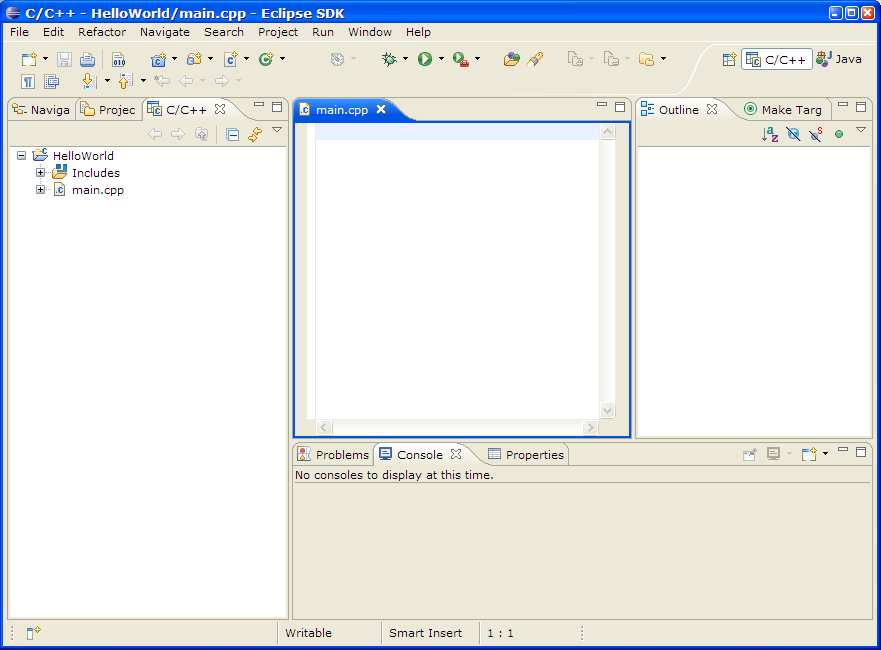 C/C++ - HelloWorld/main.cpp - Eclipse SDK
File Edit Refactor Navigate Search Project Run Window Help
010
C/C++ Java
Naviga Projec C/C++
main.cpp
Outline Make Targ
HelloWorld
Includes
main.cpp
Problems Console Properties
No consoles to display at this time.
Writable Smart Insert 1 : 1